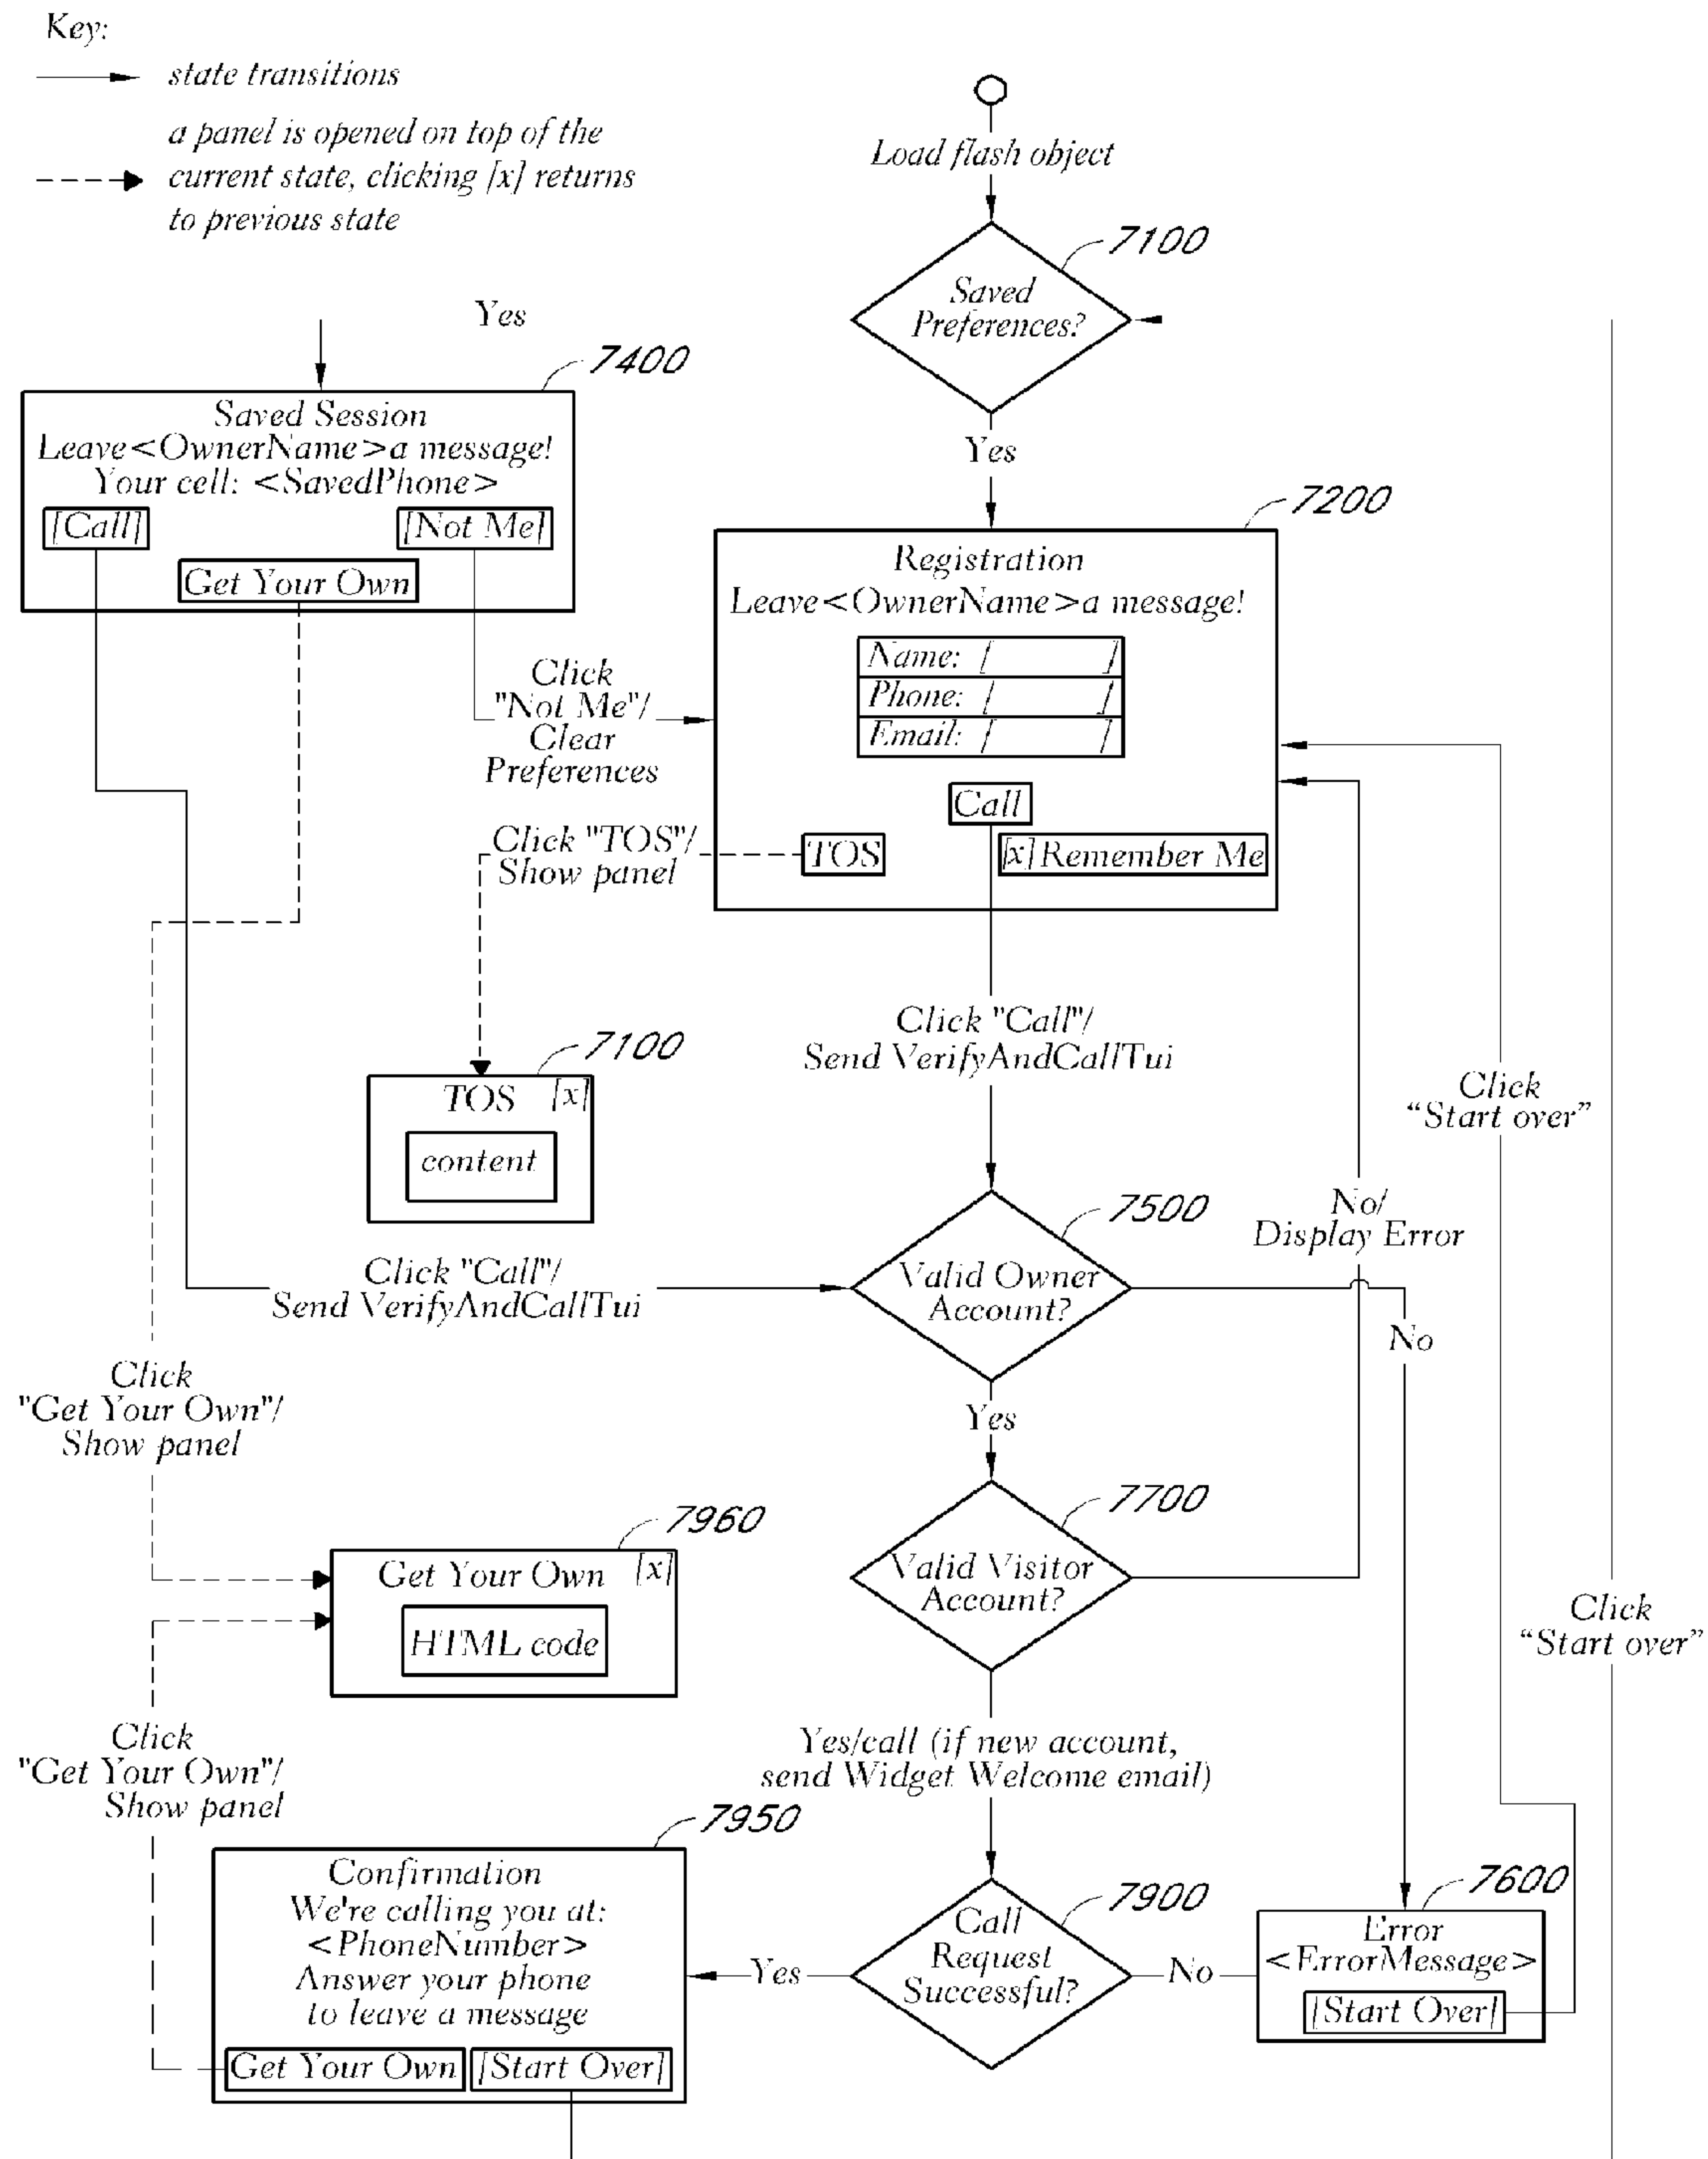 Key:
state transitions
a panel is opened on top of the
current state, clicking [x] returns
to previous state
Load flash object
7100
Saved
Preferences?
Yes
Yes
7400
Saved Session
Leave<OwnerName>a message!
Your cell: <SavedPhone>
[Call]
[Not Me]
Get Your Own
7200
Registration
Leave<OwnerName>a message!
Name: [ ]
Phone: [ ]
Email: [ ]
Call
TOS
[x]Remember Me
Click
"Not Me"/
Clear
Preferences
Click "TOS"/
Show panel
7100
TOS [x]
content
Click "Call"/
Send VerifyAndCallTui
Click
“Start over”
7500
Valid Owner
Account?
No/
Display Error
Click "Call"/
Send VerifyAndCallTui
No
Yes
Click
"Get Your Own"/
Show panel
7700
Valid Visitor
Account?
7960
Get Your Own [x]
HTML code
Click
“Start over”
Click
"Get Your Own"/
Show panel
Yes/call (if new account,
send Widget Welcome email)
7950
Confirmation
We're calling you at:
<PhoneNumber>
Answer your phone
to leave a message
Get Your Own
[Start Over]
Yes
7900
Call
Request
Successful?
No
7600
Error
<ErrorMessage>
[Start Over]